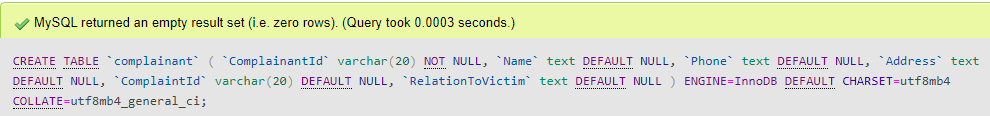 MySQL returned an empty result set (i.e. zero rows). (Query took 0.0003 seconds.)
CREATE TABLE `complainant` ( `ComplainantId` varchar(20) NOT NULL, `Name` text DEFAULT NULL, `Phone` text DEFAULT NULL, `Address` text
DEFAULT NULL, `ComplaintId` varchar(20) DEFAULT NULL, `RelationToVictim` text DEFAULT NULL ) ENGINE=InnoDB DEFAULT CHARSET=utf8mb4
COLLATE=utf8mb4_general_ci;